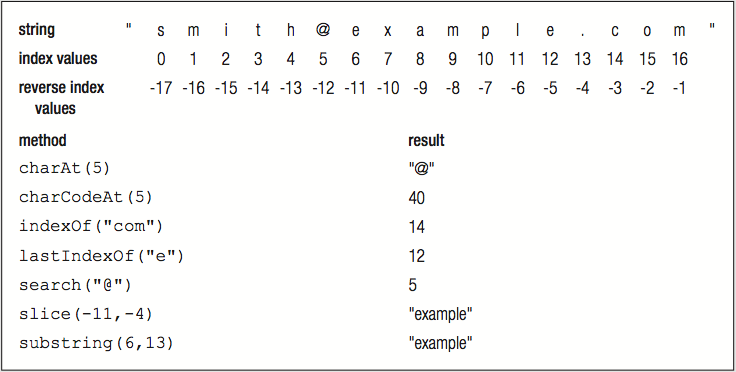 string " s m i t h @ e x a m p l e . c o m "
index values 0 1 2 3 4 5 6 7 8 9 10 11 12 13 14 15 16
reverse index -17 -16 -15 -14 -13 -12 -11 -10 -9 -8 -7 -6 -5 -4 -3 -2 -1
values
method result
charAt(5) "@"
charCodeAt(5) 40
indexOf("com") 14
lastIndexOf("e") 12
search("@") 5
slice(-11,-4) "example"
substring(6,13) "example"